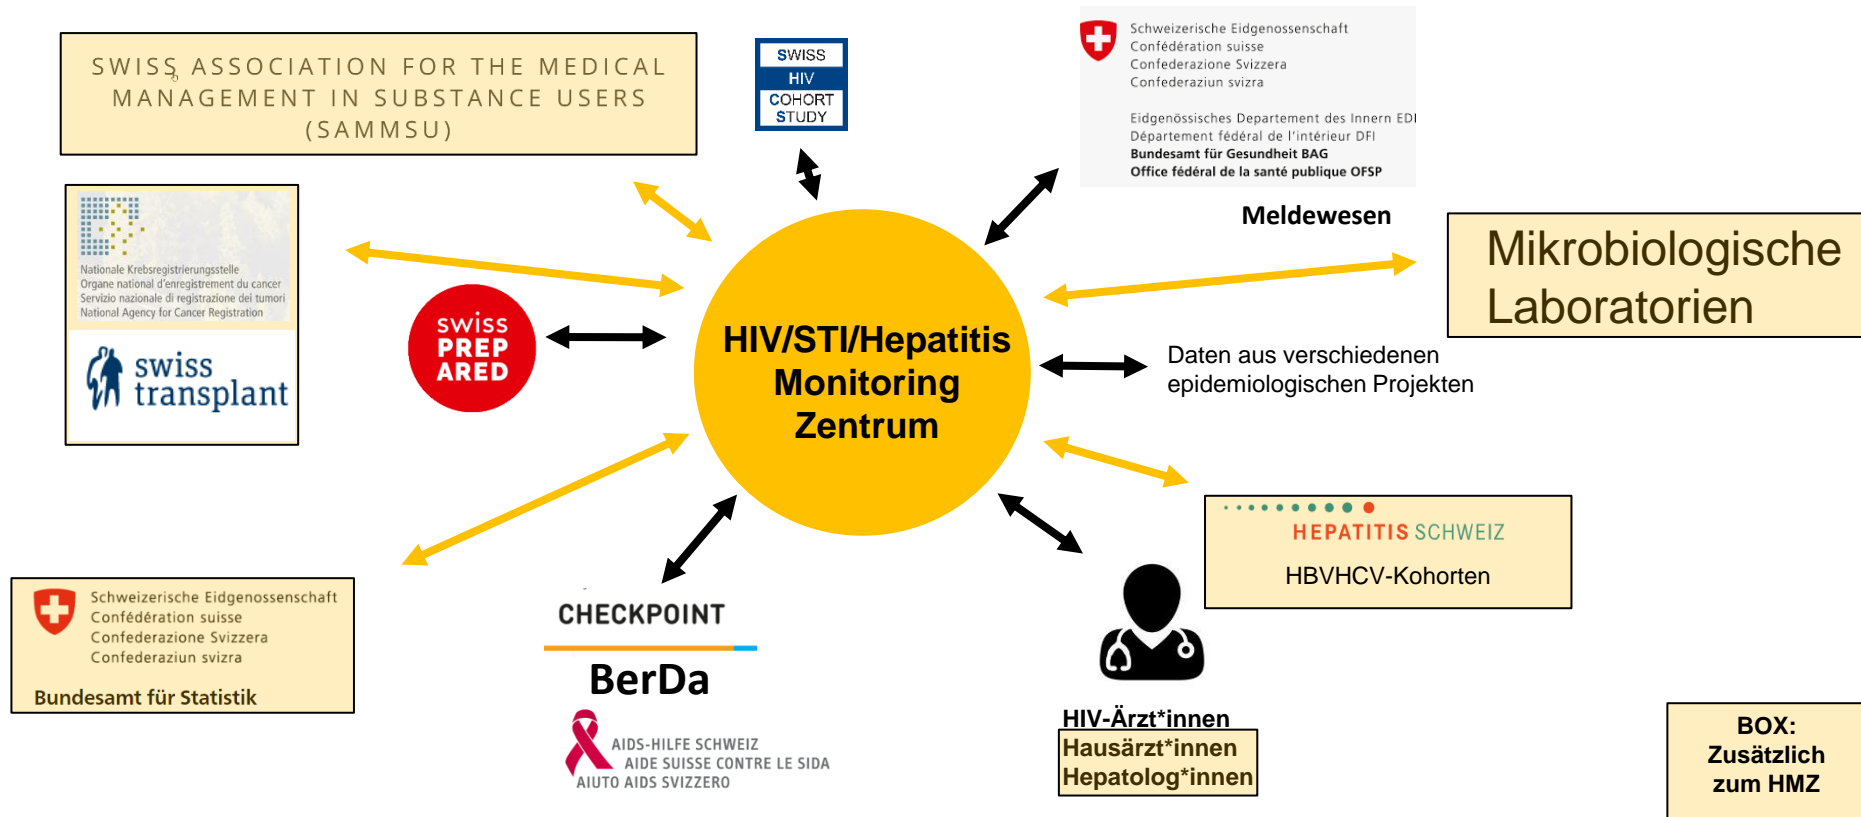 SWISS ASSOCIATION FOR THE MEDICAL
MANAGEMENT IN SUBSTANCE USERS
(SAMMSU)
SWISS
HIV
COHORT
STUDY
Schweizerische Eidgenossenschaft
Confédération suisse
Confederazione Svizzera
Confederaziun svizra
Eidgenössisches Departement des Innern EDI
Département fédéral de l'intérieur DFI
Bundesamt für Gesundheit BAG
Office fédéral de la santé publique OFSP
Meldewesen
Nationale Krebsregistrierungsstelle
Organe national d'enregistrement du cancer
Servizio nazionale di registrazione dei tumori
National Agency for Cancer Registration
swiss
transplant
swiss
PREP
ARED
HIV/STI/Hepatitis
Monitoring
Zentrum
Mikrobiologische
Laboratorien
Daten aus verschiedenen
epidemiologischen Projekten
HEPATITIS SCHWEIZ
HBVHCV-Kohorten
Schweizerische Eidgenossenschaft
Confédération suisse
Confederazione Svizzera
Confederaziun svizra
Bundesamt für Statistik
CHECKPOINT
BerDa
AIDS-HILFE SCHWEIZ
AIDE SUISSE CONTRE LE SIDA
AIUTO AIDS SVIZZERO
HIV-Ärzt*innen
Hausärzt*innen
Hepatolog*innen
BOX:
Zusätzlich
zum HMZ